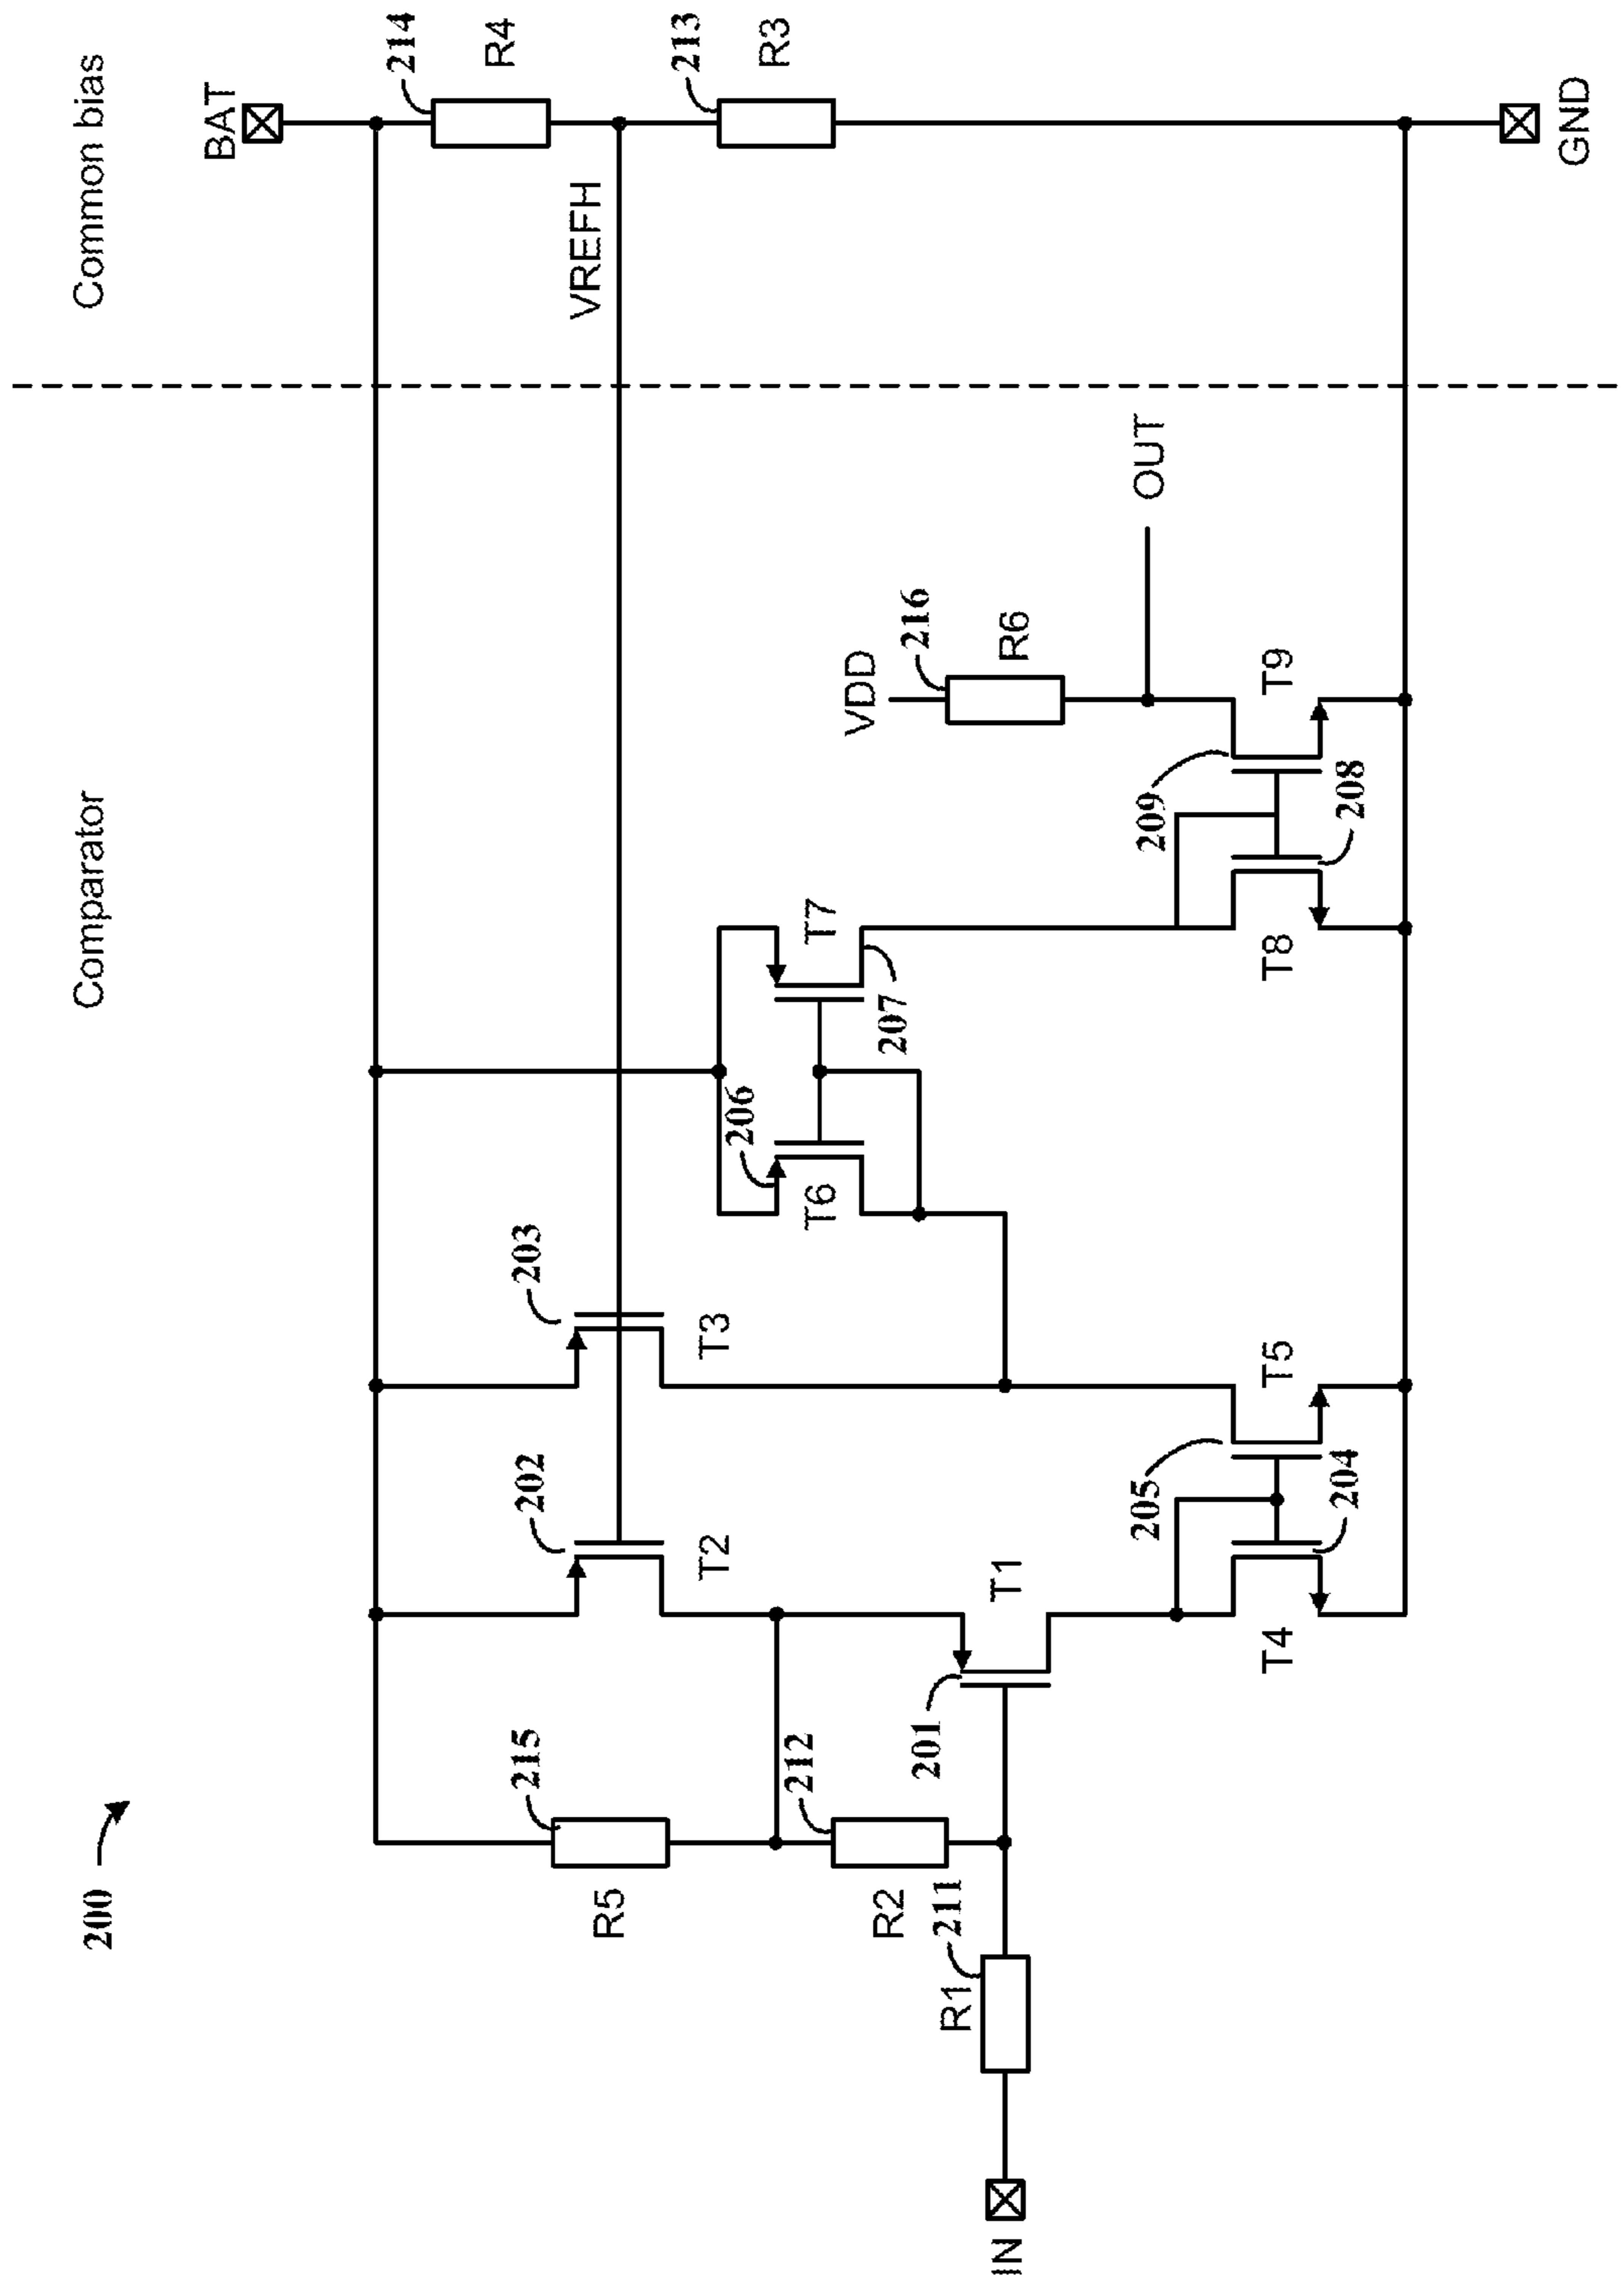 200
Comparator
Common bias
BAT
214
R4
213
R3
GND
VREFH
215
R5
202
T2
203
T3
206
T6
T7
207
VDD
216
R6
OUT
212
R2
211
R1
IN
201
T1
205
T5
204
T4
209
T9
208
T8